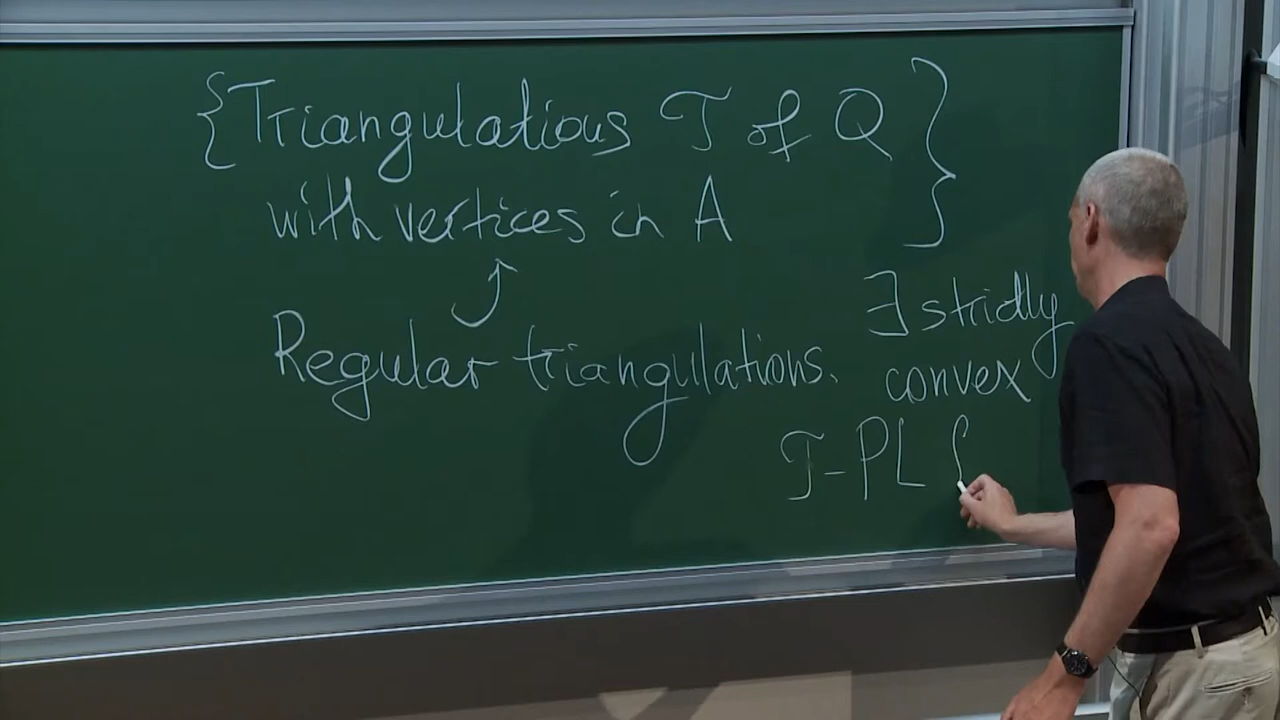 {Triangulations T of Q}
with vertices in A
Regular triangulations.
∃ strictly
convex
T-PL f